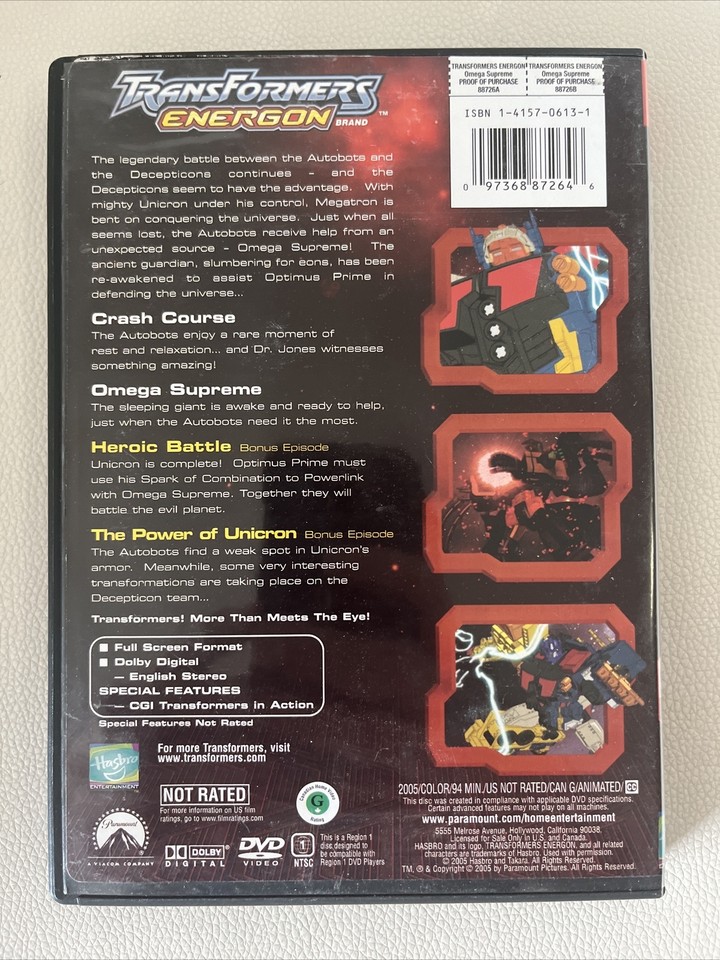 TRANSFORMERS
ENERGON BRAND ™
TRANSFORMERS ENERGON
Omega Supreme
PROOF OF PURCHASE
88726A
TRANSFORMERS ENERGON
Omega Supreme
PROOF OF PURCHASE
88726B
ISBN 1-4157-0613-1
0 97368 87264 6
The legendary battle between the Autobots and
the Decepticons continues - and the
Decepticons seem to have the advantage. With
mighty Unicron under his control, Megatron is
bent on conquering the universe. Just when all
seems lost, the Autobots receive help from an
unexpected source - Omega Supreme! The
ancient guardian, slumbering for eons, has been
re-awakened to assist Optimus Prime in
defending the universe...
Crash Course
The Autobots enjoy a rare moment of
rest and relaxation... and Dr. Jones witnesses
something amazing!
Omega Supreme
The sleeping giant is awake and ready to help,
just when the Autobots need it the most.
Heroic Battle Bonus Episode
Unicron is complete! Optimus Prime must
use his Spark of Combination to Powerlink
with Omega Supreme. Together they will
battle the evil planet.
The Power of Unicron Bonus Episode
The Autobots find a weak spot in Unicron's
armor. Meanwhile, some very interesting
transformations are taking place on the
Decepticon team...
Transformers! More Than Meets The Eye!
■ Full Screen Format
■ Dolby Digital
— English Stereo
SPECIAL FEATURES
— CGI Transformers in Action
Special Features Not Rated
Hasbro
ENTERTAINMENT
For more Transformers, visit
www.transformers.com
NOT RATED
For more information on US film
ratings, go to www.filmratings.com
Canadian Home Video
G
Rating
Paramount
A VIACOM COMPANY
DOLBY
DIGITAL
DVD
VIDEO
1
NTSC
This is a Region 1
disc designed to
be compatible with
Region 1 DVD Players
2005/COLOR/94 MIN./US NOT RATED/CAN G/ANIMATED/ CC
This disc was created in compliance with applicable DVD specifications.
Certain advanced features may not play on all machines.
www.paramount.com/homeentertainment
5555 Melrose Avenue, Hollywood, California 90038.
Licensed for Sale Only in U.S. and Canada.
HASBRO and its logo, TRANSFORMERS ENERGON, and all related
characters are trademarks of Hasbro. Used with permission.
© 2005 Hasbro and Takara. All Rights Reserved.
TM, ® & Copyright © 2005 by Paramount Pictures. All Rights Reserved.